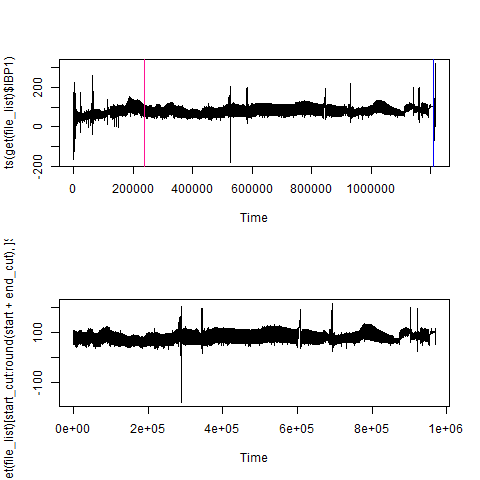 ts(get(file_list)$IBP1)
200
0
-200
0 200000 400000 600000 800000 1000000
Time
et(file_list)[start_cut:round(start + end_cut), ]$
100
-100
0e+00 2e+05 4e+05 6e+05 8e+05 1e+06
Time